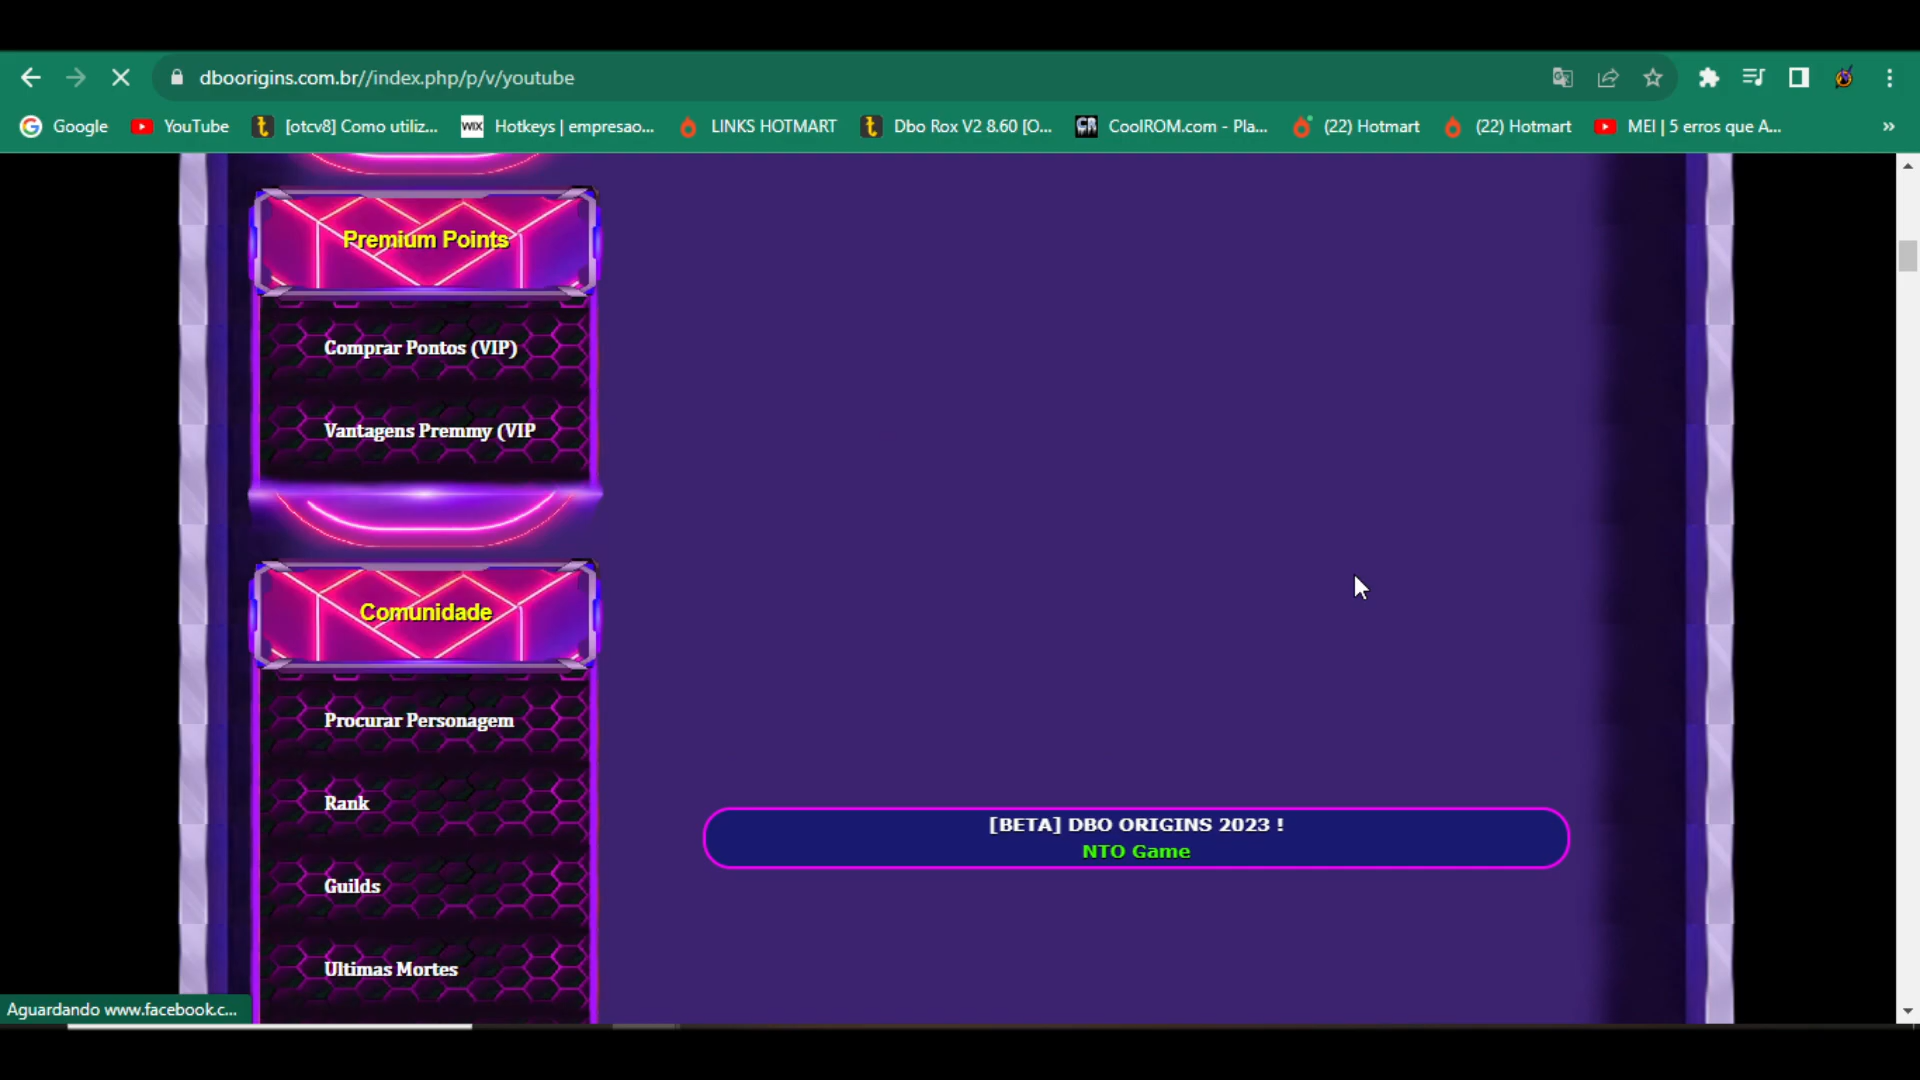 dboorigins.com.br//index.php/p/v/youtube
Google
YouTube
[otcv8] Como utiliz...
WIX
Hotkeys | empresao...
LINKS HOTMART
Dbo Rox V2 8.60 [O...
CR
CoolROM.com - Pla...
(22) Hotmart
(22) Hotmart
MEI | 5 erros que A...
»
Premium Points
Comprar Pontos (VIP)
Vantagens Premmy (VIP
Comunidade
Procurar Personagem
Rank
Guilds
Ultimas Mortes
[BETA] DBO ORIGINS 2023 !
NTO Game
Aguardando www.facebook.c...